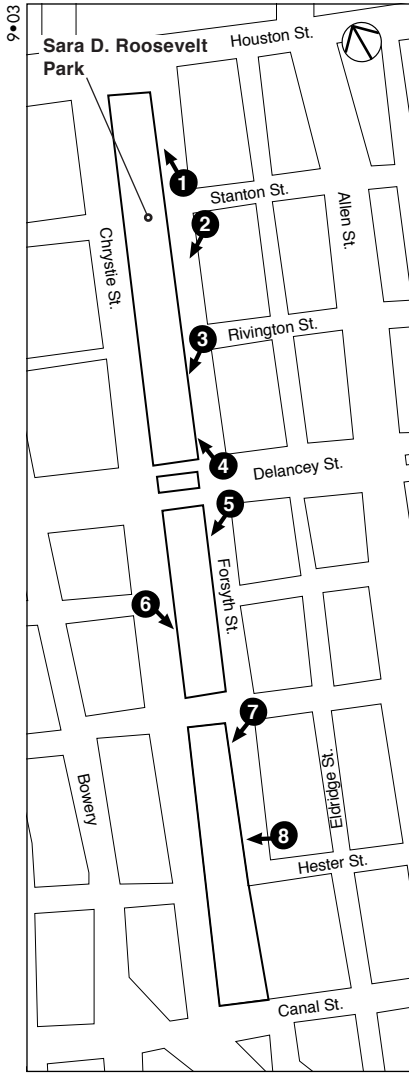 9•03
Houston St.
Sara D. Roosevelt
Park
1
Stanton St.
2
Allen St.
Chrystie St.
Rivington St.
3
4
Delancey St.
5
Forsyth St.
6
7
Eldridge St.
Bowery
8
Hester St.
Canal St.